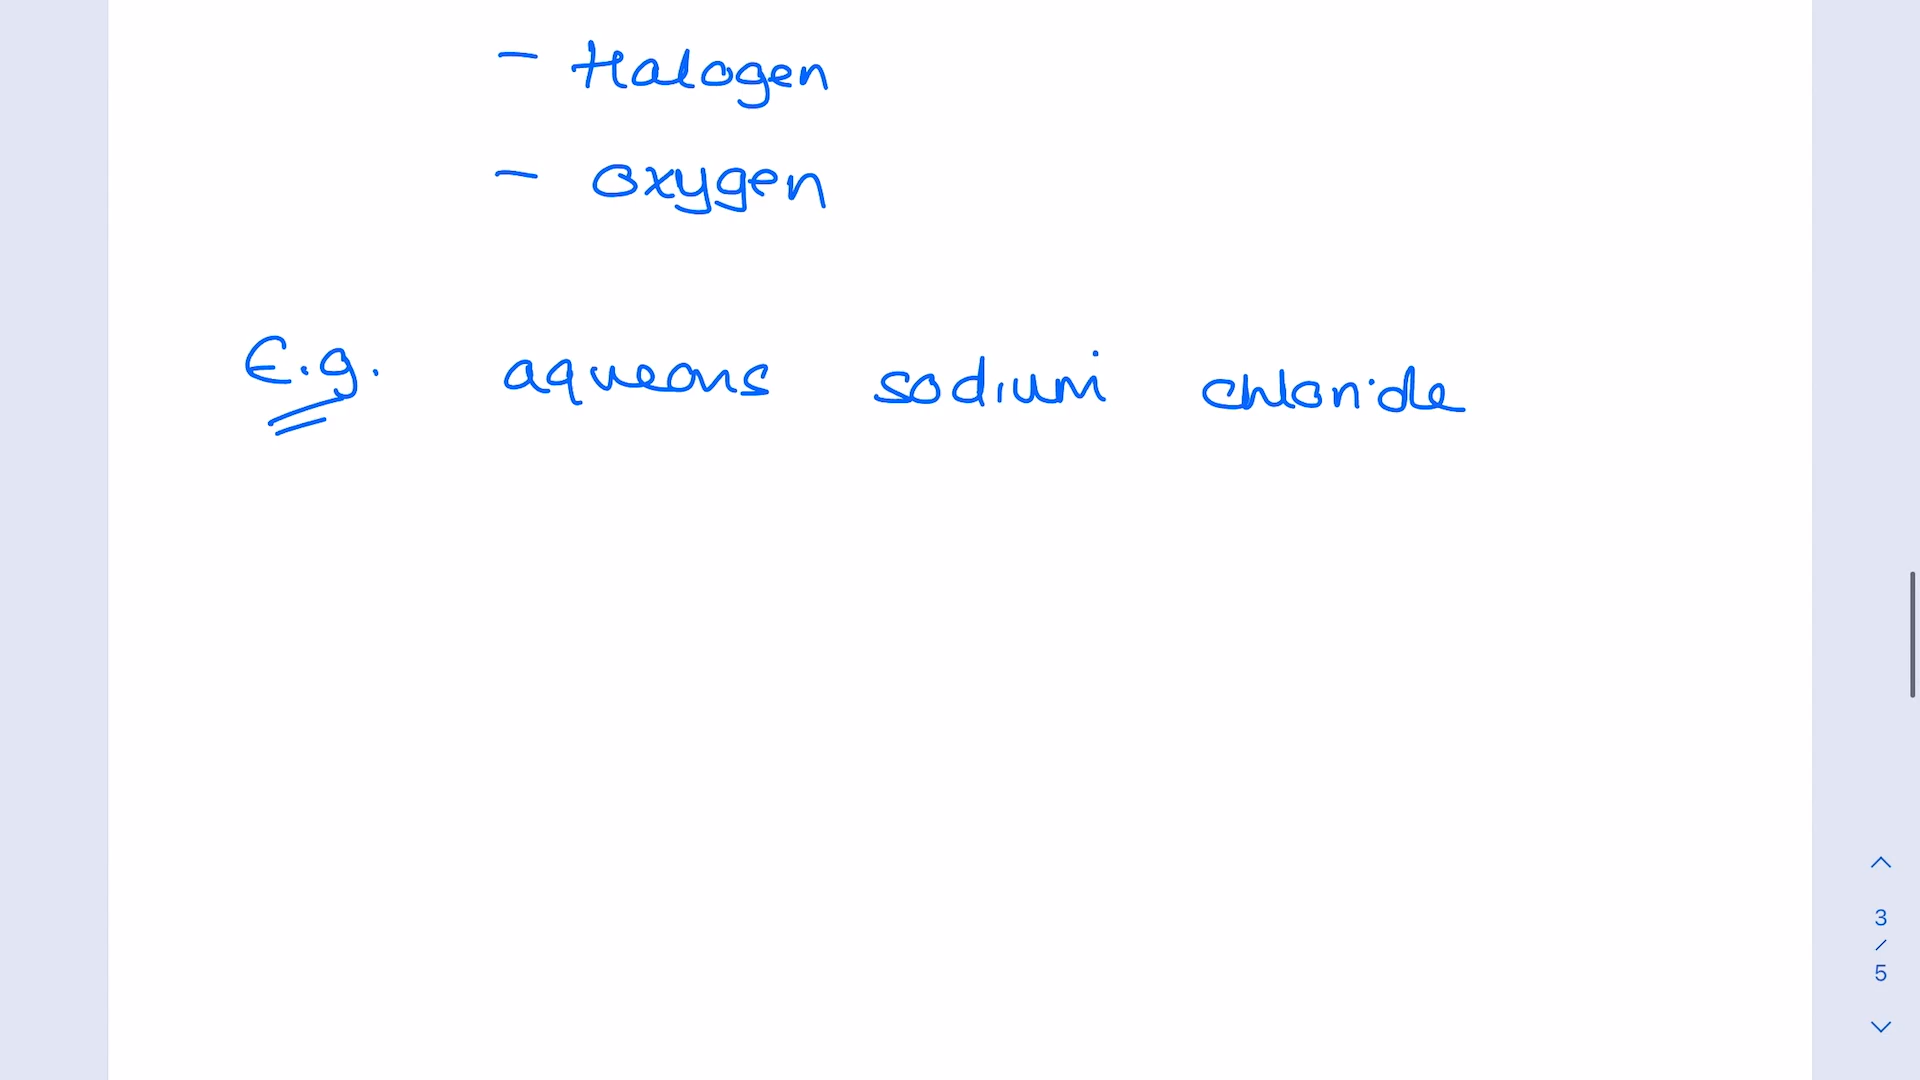 - Halogen
- oxygen
E.g. aqueous sodium chloride
3
/
5